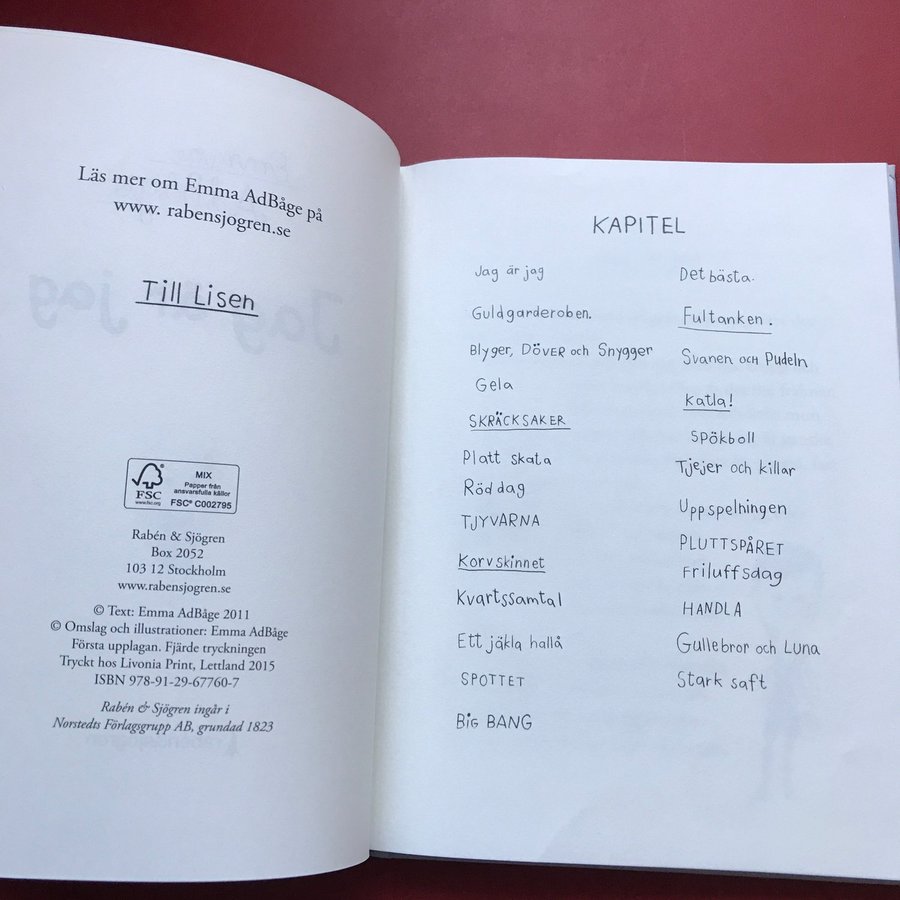 Läs mer om Emma AdBåge på
www. rabensjogren.se
Till Lisen
FSC
www.fsc.org
MIX
Papper från
ansvarsfulla källor
FSC® C002795
Rabén & Sjögren
Box 2052
103 12 Stockholm
www.rabensjogren.se
© Text: Emma AdBåge 2011
© Omslag och illustrationer: Emma AdBåge
Första upplagan. Fjärde tryckningen
Tryckt hos Livonia Print, Lettland 2015
ISBN 978-91-29-67760-7
Rabén & Sjögren ingår i
Norstedts Förlagsgrupp AB, grundad 1823
KAPITEL
Jag är jag
Guldgarderoben.
Blyger, DÖVER och Snygger
Gela
SKRÄCKSAKER
Platt skata
Röd dag
TJYVARNA
Korvskinnet
Kvartssamtal
Ett jäkla hallå
SPOTTET
BiG BANG
Det bästa.
Fultanken.
Svanen och Pudeln
Katla!
SPÖKboll
Tjejer och killar
Uppspelningen
PLUTTSPÅRET
Friluffsdag
HANDLA
Gullebror och Luna
Stark saft